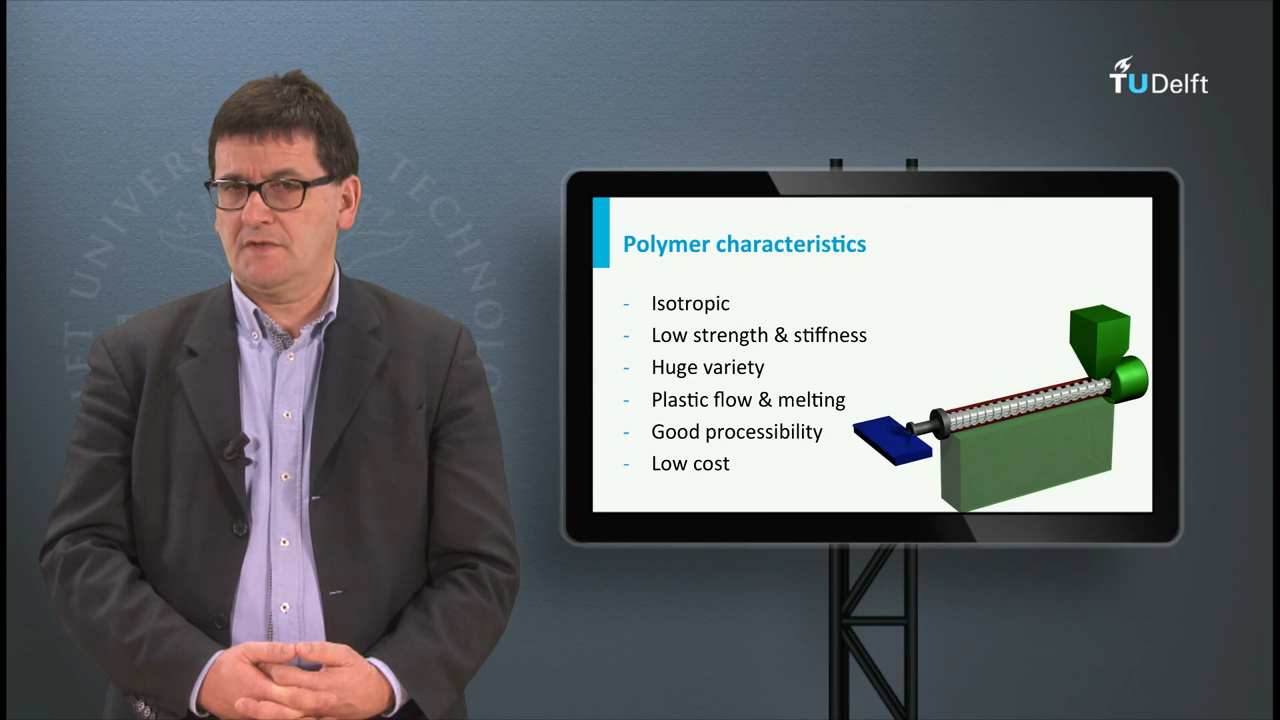 TU Delft
Polymer characteristics
- Isotropic
- Low strength & stiffness
- Huge variety
- Plastic flow & melting
- Good processibility
- Low cost